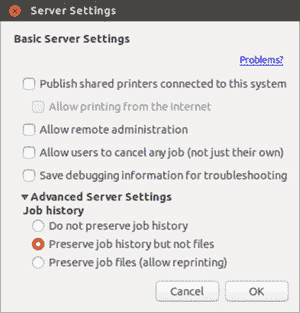 Server Settings
Basic Server Settings
Problems?
Publish shared printers connected to this system
Allow printing from the Internet
Allow remote administration
Allow users to cancel any job (not just their own)
Save debugging information for troubleshooting
Advanced Server Settings
Job history
Do not preserve job history
Preserve job history but not files
Preserve job files (allow reprinting)
Cancel OK